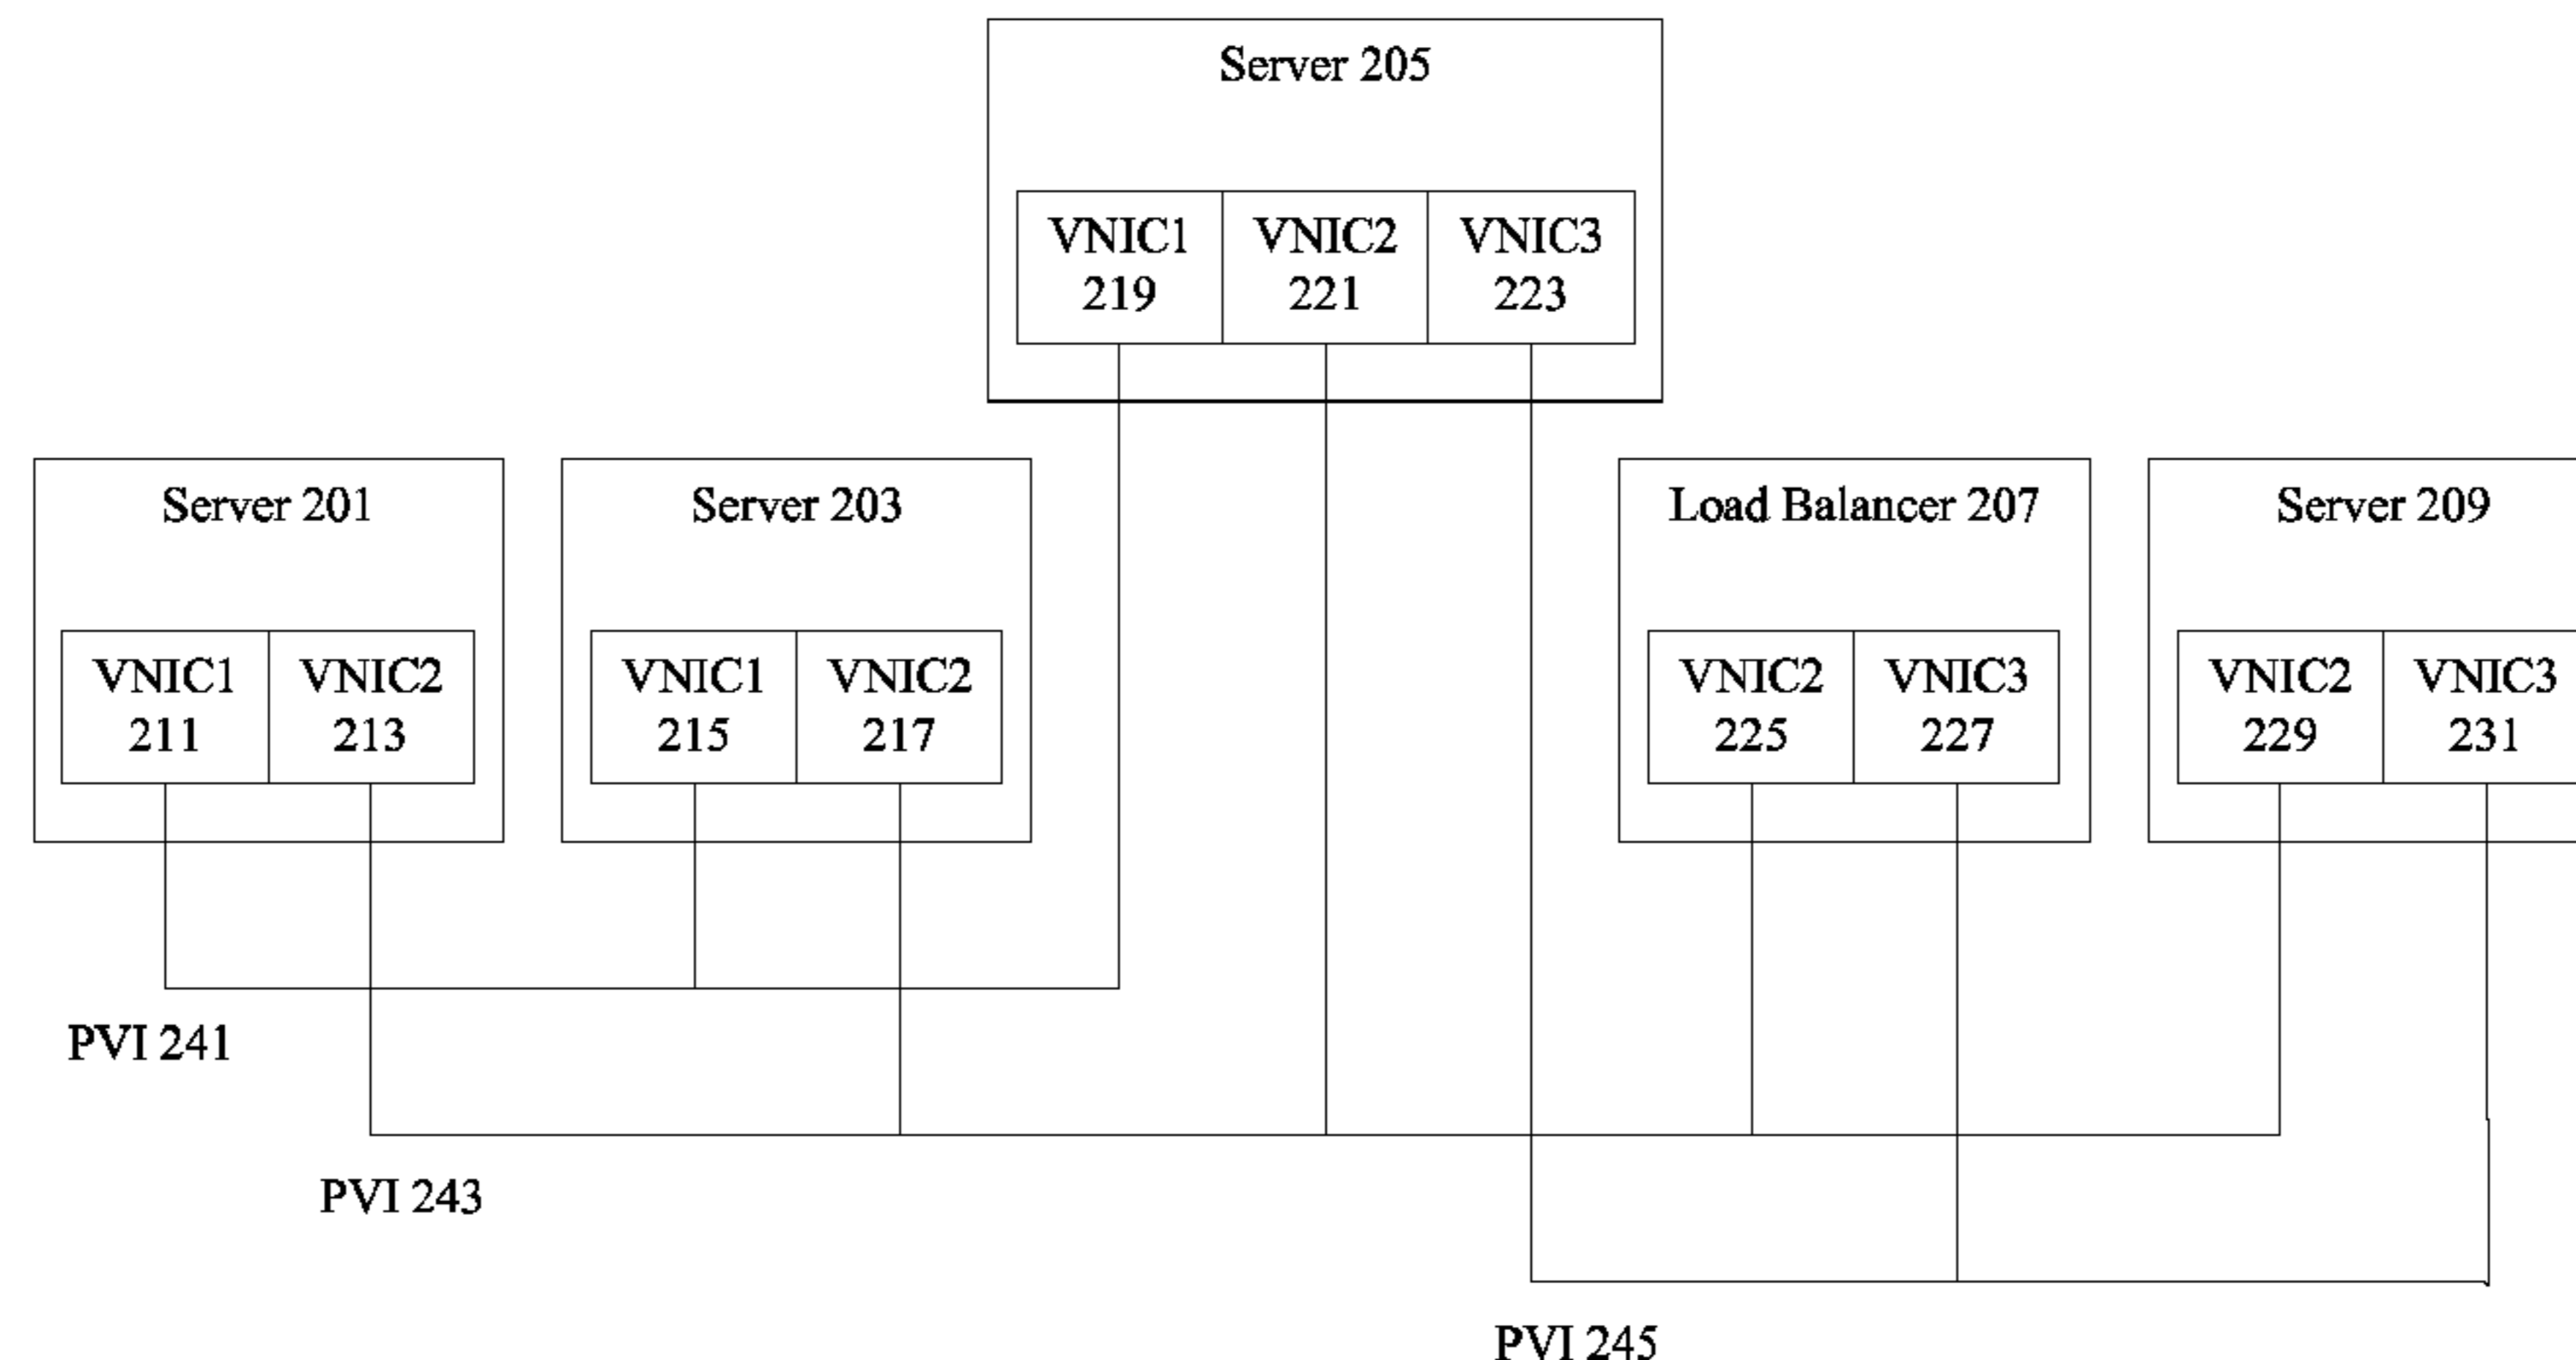 Server 205
VNIC1
219
VNIC2
221
VNIC3
223
Server 201
VNIC1
211
VNIC2
213
Server 203
VNIC1
215
VNIC2
217
Load Balancer 207
VNIC2
225
VNIC3
227
Server 209
VNIC2
229
VNIC3
231
PVI 241
PVI 243
PVI 245